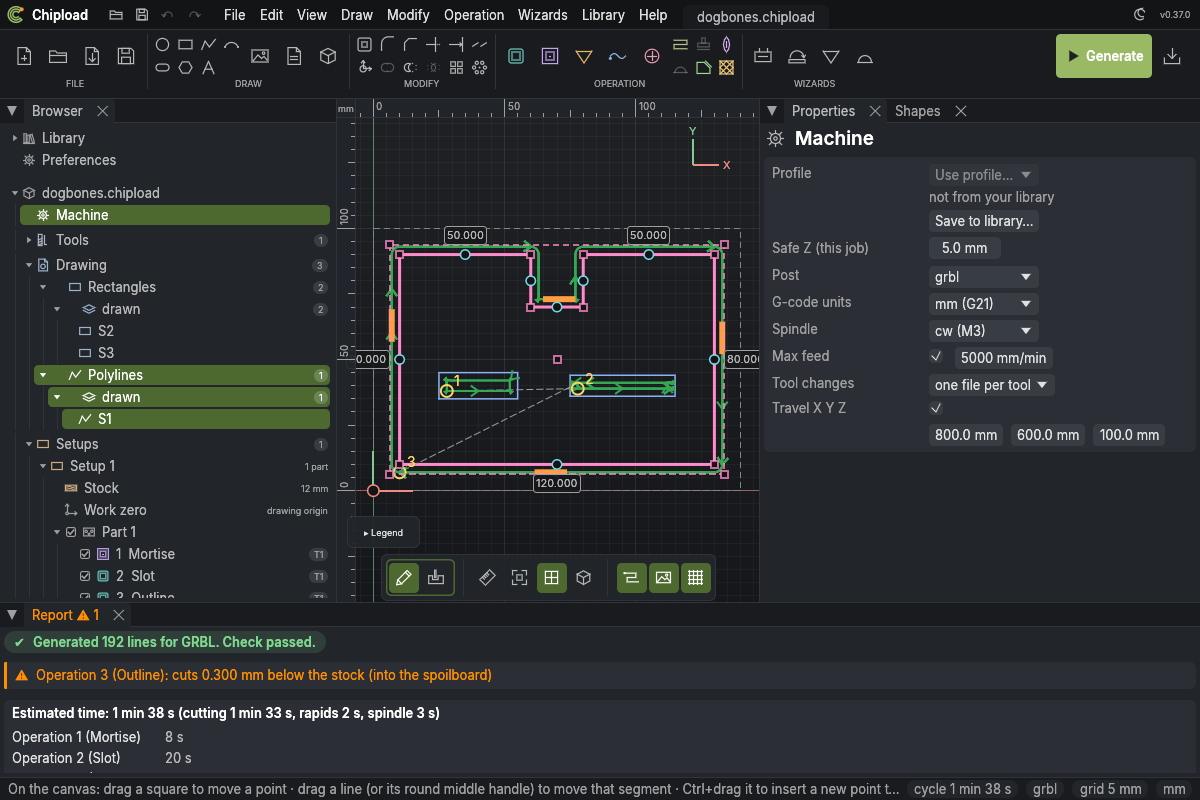 Chipload
File Edit View Draw Modify Operation Wizards Library Help
dogbones.chipload
v0.37.0
FILE
DRAW
MODIFY
OPERATION
WIZARDS
Generate
Browser
Library
Preferences
dogbones.chipload
Machine
Tools 1
Drawing 3
Rectangles 2
drawn 2
S2
S3
Polylines 1
drawn 1
S1
Setups 1
Setup 1 1 part
Stock 12 mm
Work zero drawing origin
Part 1
1 Mortise T1
2 Slot T1
3 Outline T1
mm
0 50 100
100
50
0
Y
X
50.000
50.000
0.000
80.000
120.000
1
2
3
▸ Legend
Properties
Shapes
Machine
Profile
Use profile...
not from your library
Save to library...
Safe Z (this job) 5.0 mm
Post grbl
G-code units mm (G21)
Spindle cw (M3)
Max feed 5000 mm/min
Tool changes one file per tool
Travel X Y Z
800.0 mm 600.0 mm 100.0 mm
Report 1
✔ Generated 192 lines for GRBL. Check passed.
Operation 3 (Outline): cuts 0.300 mm below the stock (into the spoilboard)
Estimated time: 1 min 38 s (cutting 1 min 33 s, rapids 2 s, spindle 3 s)
Operation 1 (Mortise) 8 s
Operation 2 (Slot) 20 s
On the canvas: drag a square to move a point · drag a line (or its round middle handle) to move that segment · Ctrl+drag it to insert a new point t...
cycle 1 min 38 s
grbl
grid 5 mm
mm